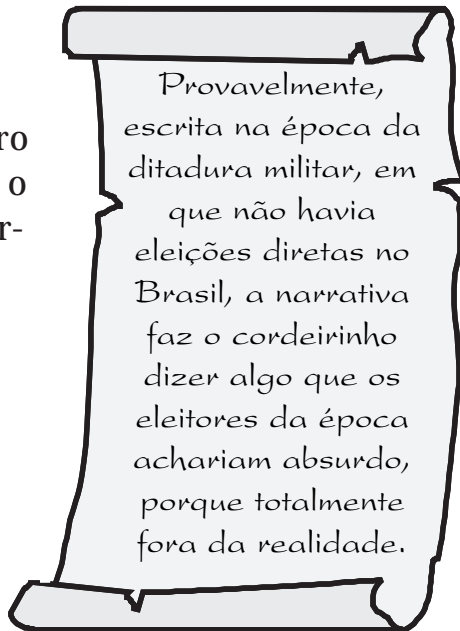 ro
o
r-
Provavelmente,
escrita na época da
ditadura militar, em
que não havia
eleições diretas no
Brasil, a narrativa
faz o cordeirinho
dizer algo que os
eleitores da época
achariam absurdo,
porque totalmente
fora da realidade.